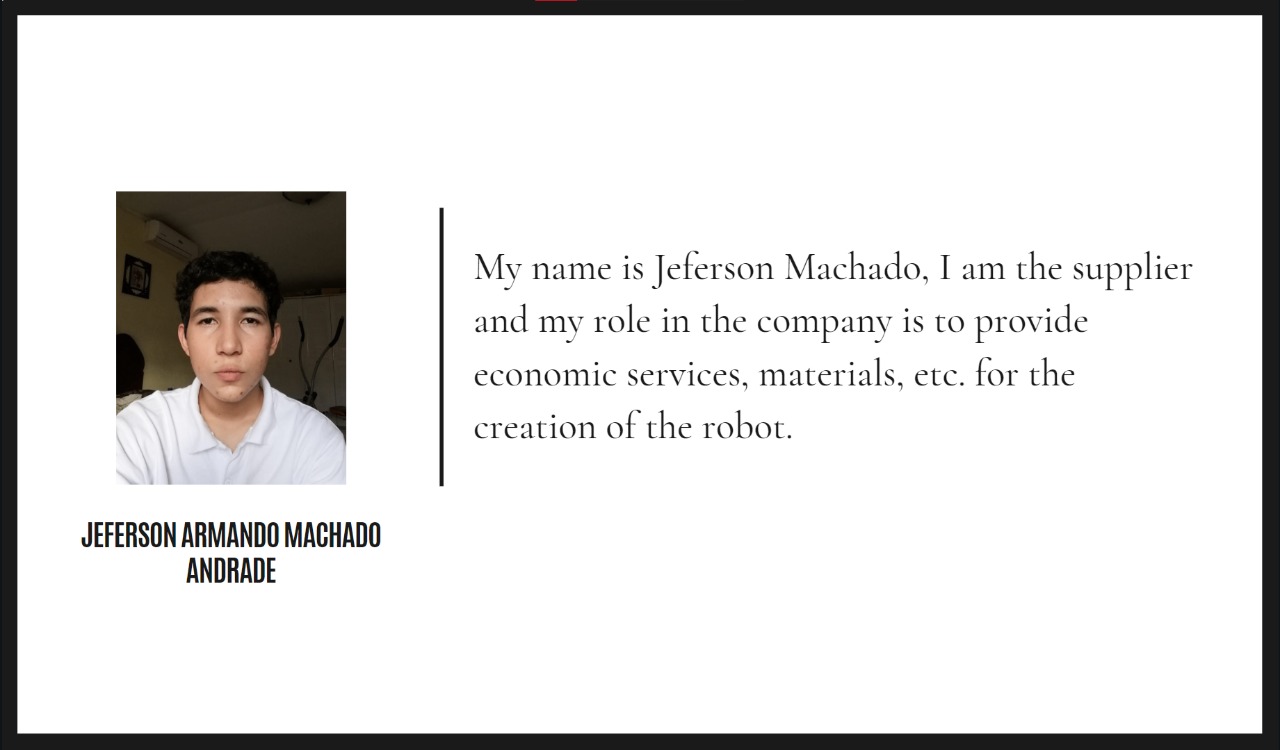 My name is Jeferson Machado, I am the supplier
and my role in the company is to provide
economic services, materials, etc. for the
creation of the robot.
JEFERSON ARMANDO MACHADO
ANDRADE